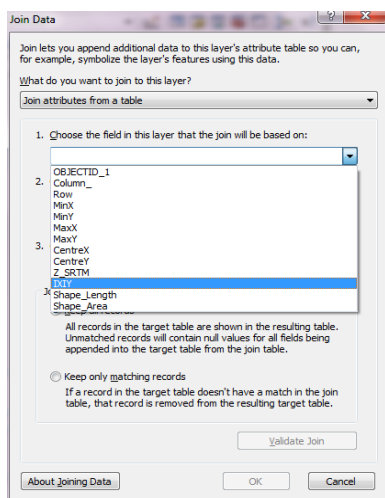 Join Data
?
X
Join lets you append additional data to this layer's attribute table so you can,
for example, symbolize the layer's features using this data.
What do you want to join to this layer?
Join attributes from a table
1. Choose the field in this layer that the join will be based on:
OBJECTID_1
2. Column_
Row
MinX
MinY
MaxX
MaxY
3. CentreX
CentreY
Z_SRTM
IXIY
Shape_Length
Shape_Area
All records in the target table are shown in the resulting table.
Unmatched records will contain null values for all fields being
appended into the target table from the join table.
Keep only matching records
If a record in the target table doesn't have a match in the join
table, that record is removed from the resulting target table.
Validate Join
About Joining Data
OK
Cancel